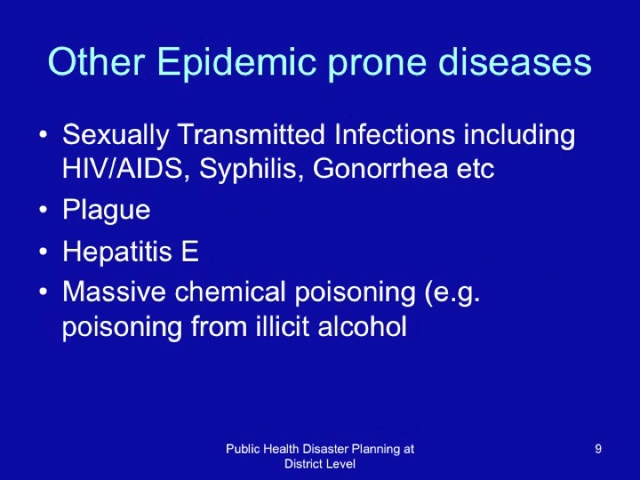 Other Epidemic prone diseases
• Sexually Transmitted Infections including
HIV/AIDS, Syphilis, Gonorrhea etc
• Plague
• Hepatitis E
• Massive chemical poisoning (e.g.
poisoning from illicit alcohol
Public Health Disaster Planning at
District Level
9